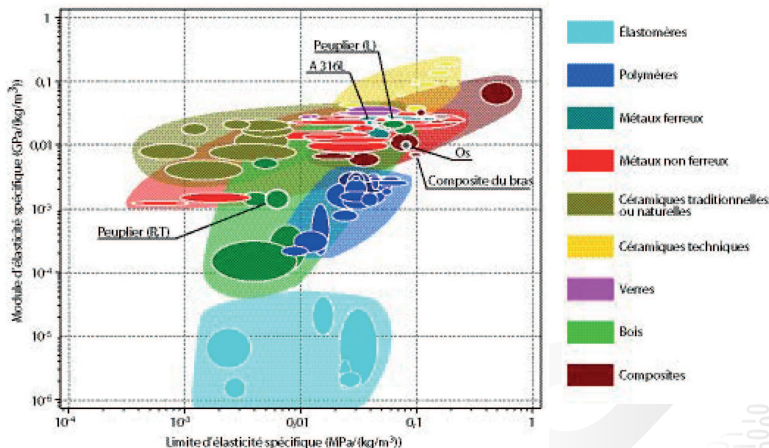 Module d'élasticité spécifique (GPa/(kg/m³))
1
0,1
0,01
10⁻³
10⁻⁴
10⁻⁵
10⁻⁶
Peuplier (L)
A 316L
Os
Composite du bras
Peuplier (R,T)
10⁻⁴
10⁻³
0,01
0,1
1
Limite d'élasticité spécifique (MPa/(kg/m³))
Élastomères
Polymères
Métaux ferreux
Métaux non ferreux
Céramiques traditionnelles
ou naturelles
Céramiques techniques
Verres
Bois
Composites